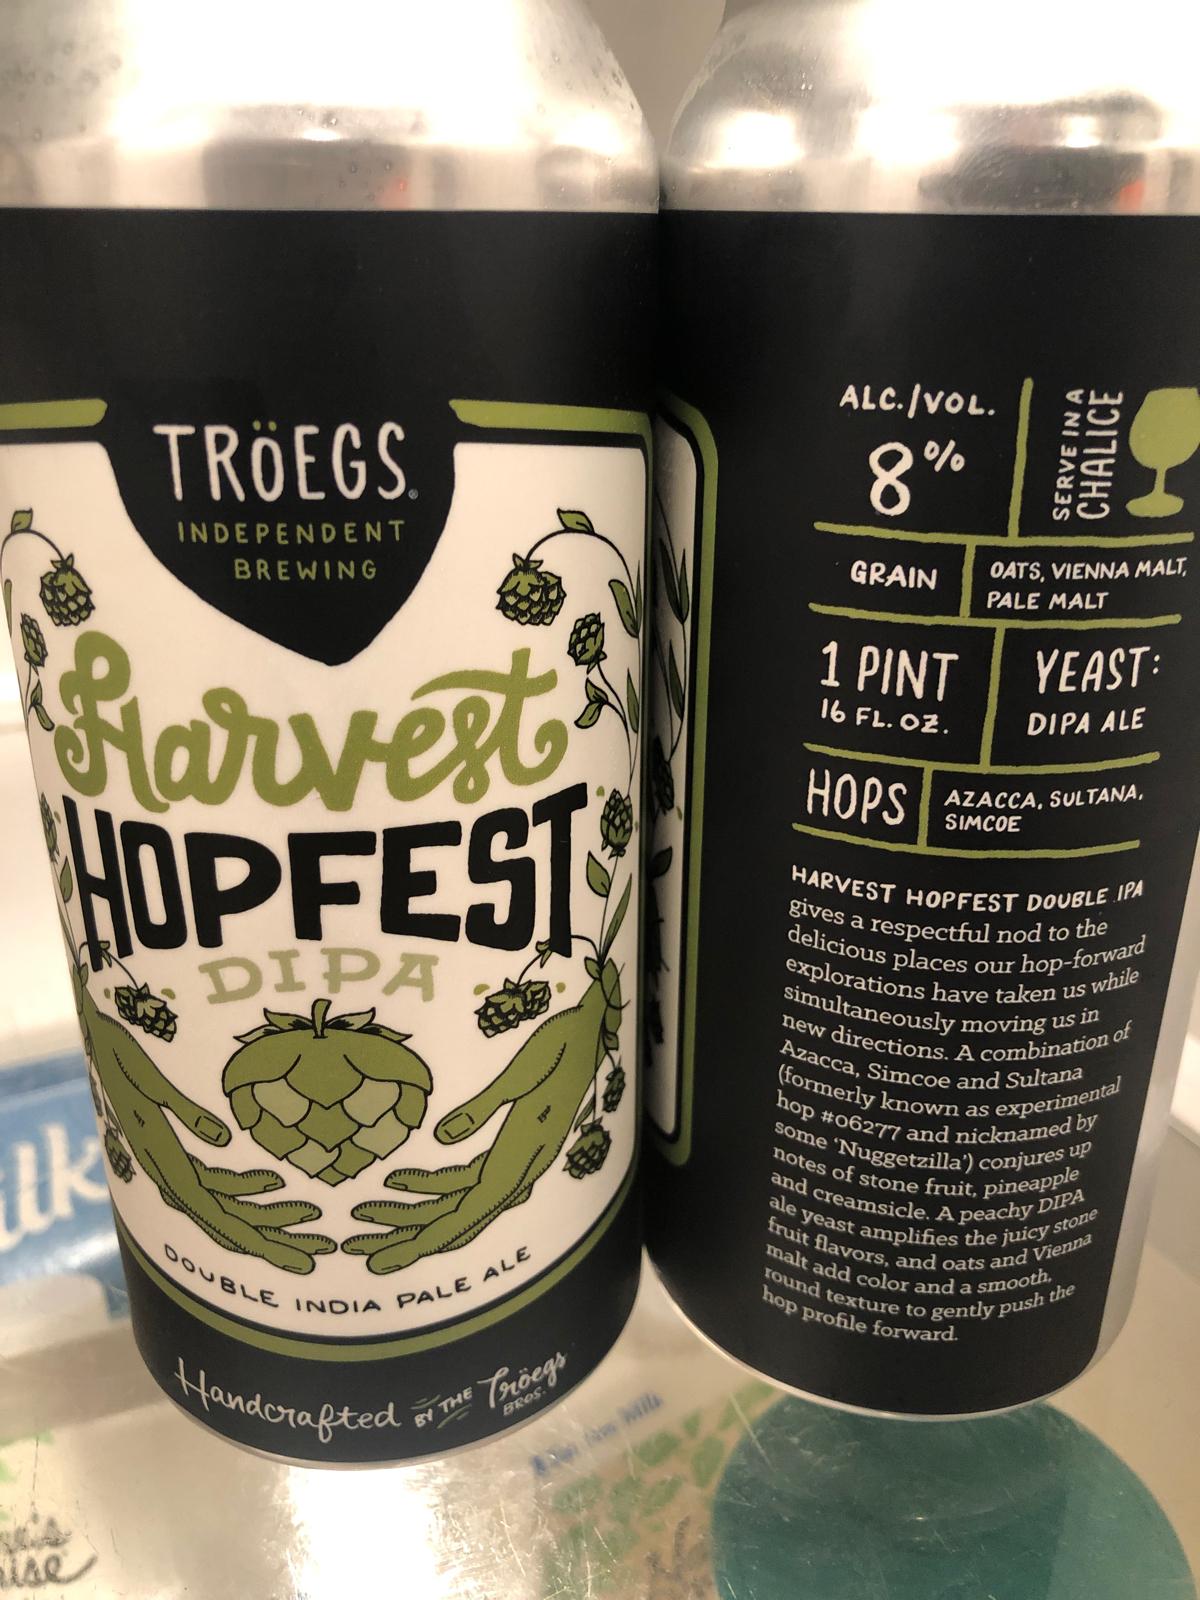 TRÖEGS®
INDEPENDENT
BREWING
Harvest
HOPFEST
DIPA
DOUBLE INDIA PALE ALE
Handcrafted BY THE Tröegs
BROS.
ALC./VOL.
8%
SERVE IN A
CHALICE
GRAIN
OATS, VIENNA MALT,
PALE MALT
1 PINT
16 FL. OZ.
YEAST:
DIPA ALE
HOPS
AZACCA, SULTANA,
SIMCOE
HARVEST HOPFEST DOUBLE IPA
gives a respectful nod to the
delicious places our hop-forward
explorations have taken us while
simultaneously moving us in
new directions. A combination of
Azacca, Simcoe and Sultana
(formerly known as experimental
hop #06277 and nicknamed by
some ‘Nuggetzilla’) conjures up
notes of stone fruit, pineapple
and creamsicle. A peachy DIPA
ale yeast amplifies the juicy stone
fruit flavors, and oats and Vienna
malt add color and a smooth,
round texture to gently push the
hop profile forward.